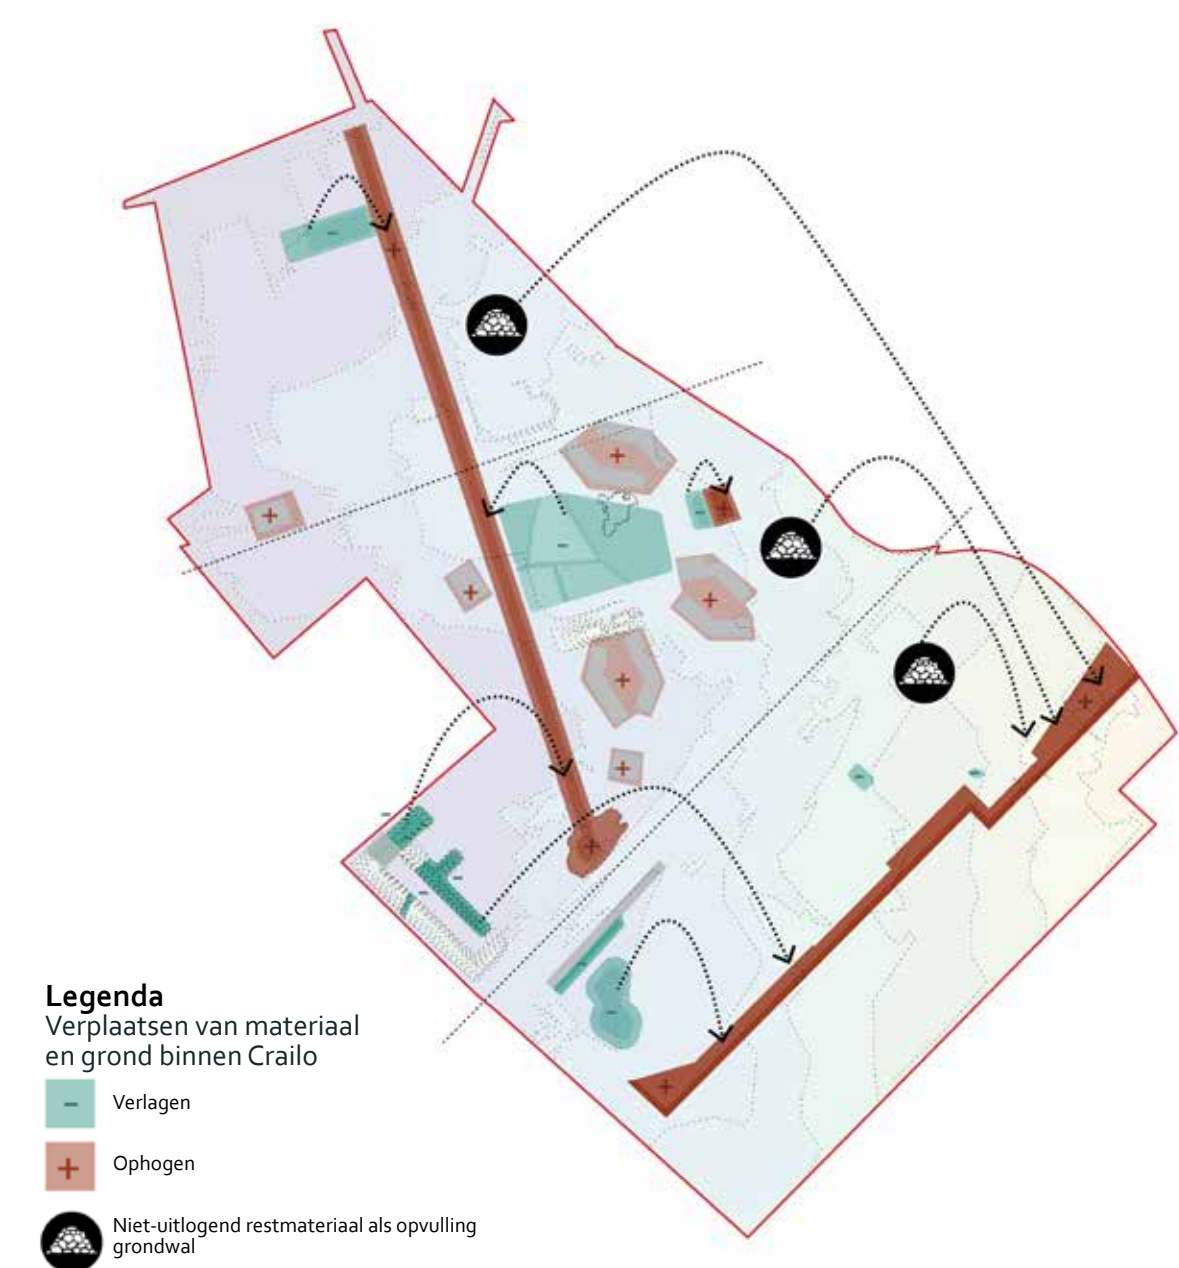 Legenda
Verplaatsen van materiaal
en grond binnen Crailo
Verlagen
Ophogen
Niet-uitlogend restmateriaal als opvulling
grondwal